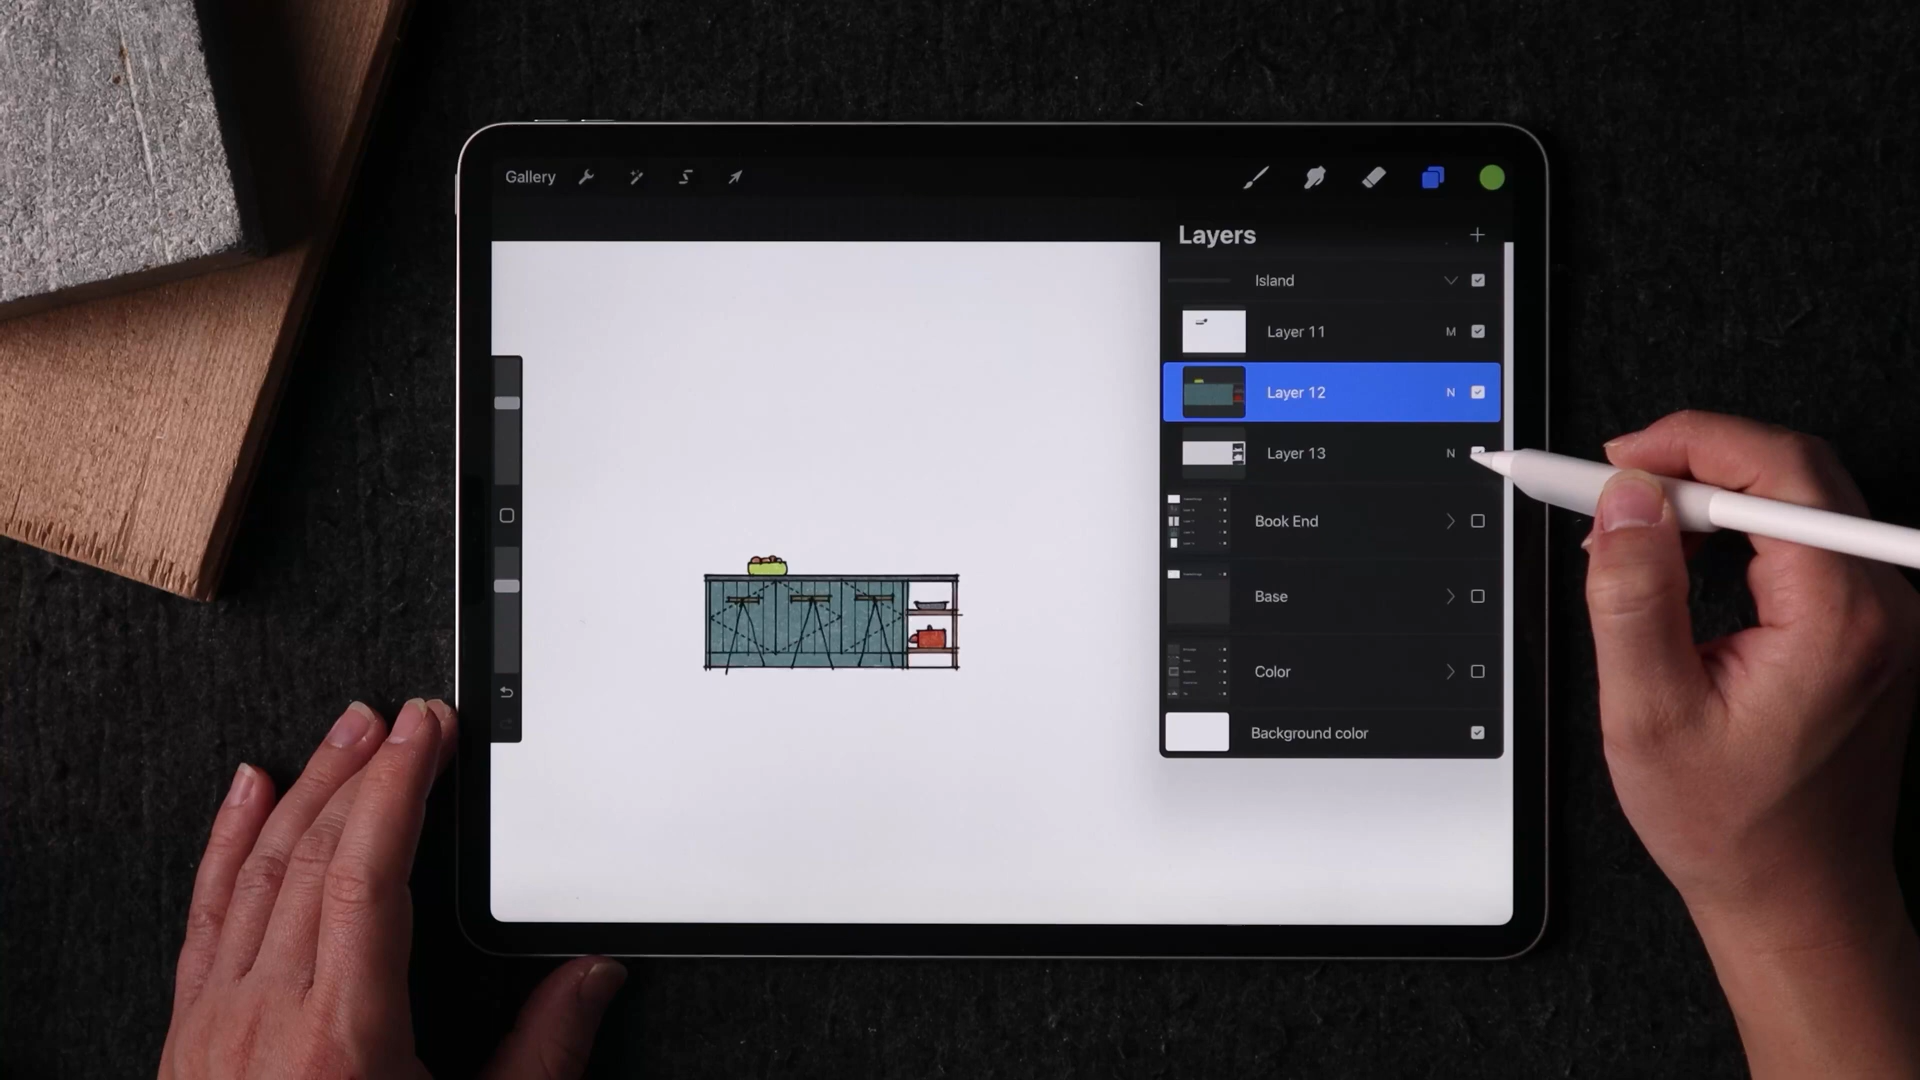 Gallery
Layers
Island
Layer 11 M
Layer 12 N
Layer 13 N
Book End
Base
Color
Background color